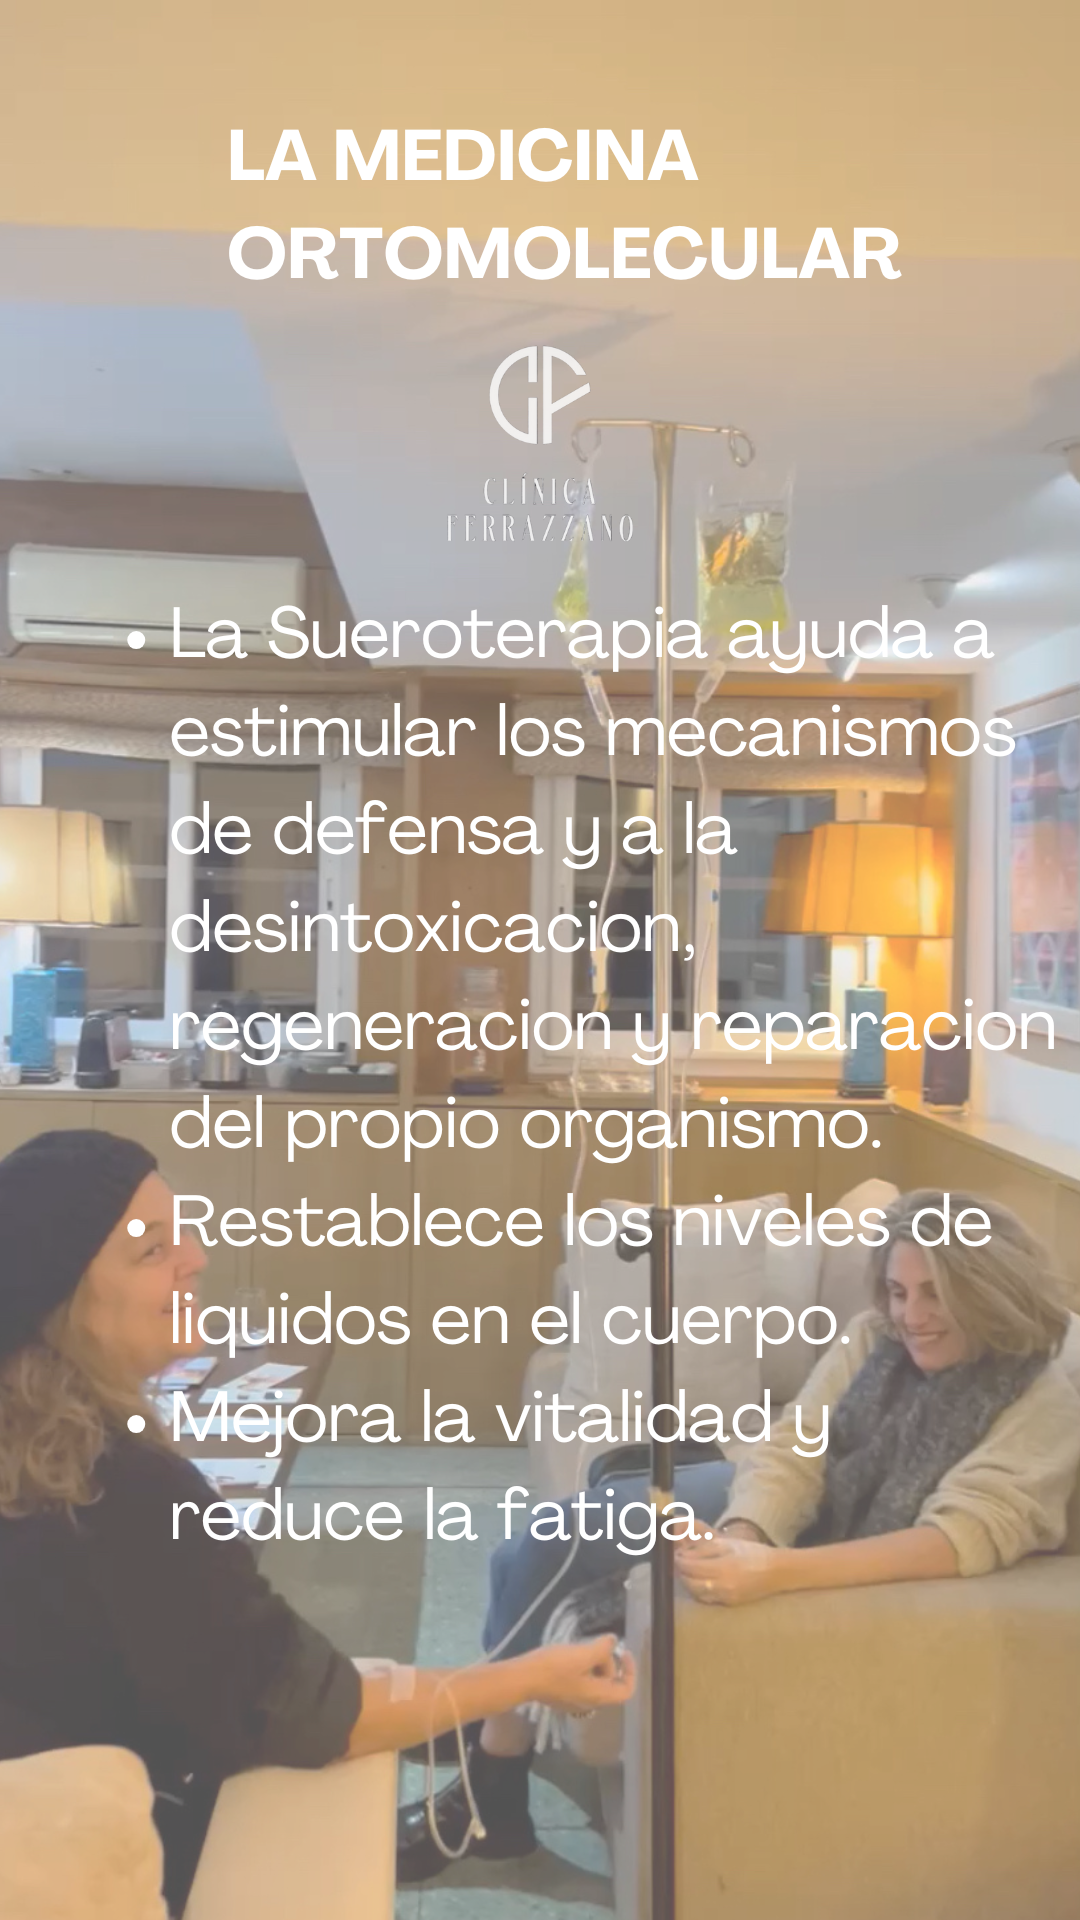 LA MEDICINA
ORTOMOLECULAR
CLÍNICA
FERRAZZANO
• La Sueroterapia ayuda a
estimular los mecanismos
de defensa y a la
desintoxicacion,
regeneracion y reparacion
del propio organismo.
• Restablece los niveles de
liquidos en el cuerpo.
• Mejora la vitalidad y
reduce la fatiga.